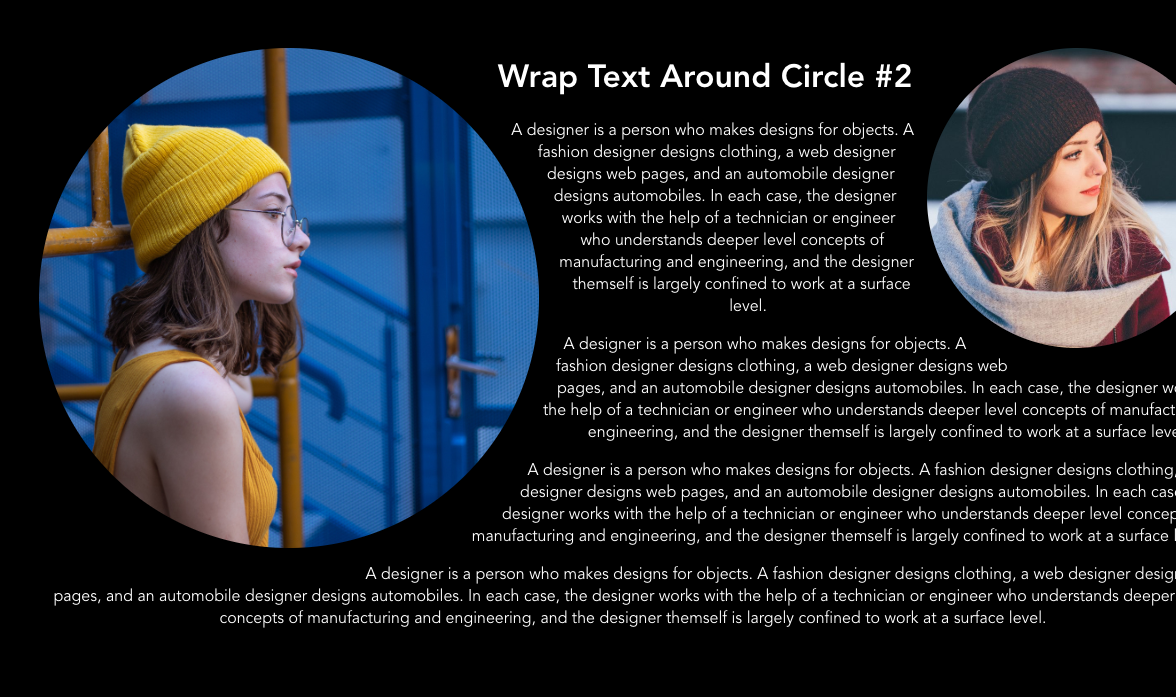 Wrap Text Around Circle #2
A designer is a person who makes designs for objects. A
fashion designer designs clothing, a web designer
designs web pages, and an automobile designer
designs automobiles. In each case, the designer
works with the help of a technician or engineer
who understands deeper level concepts of
manufacturing and engineering, and the designer
themself is largely confined to work at a surface
level.
A designer is a person who makes designs for objects. A
fashion designer designs clothing, a web designer designs web
pages, and an automobile designer designs automobiles. In each case, the designer
the help of a technician or engineer who understands deeper level concepts of
engineering, and the designer themself is largely confined to work at a surface
A designer is a person who makes designs for objects. A fashion designer designs clothing,
designer designs web pages, and an automobile designer designs automobiles. In each
designer works with the help of a technician or engineer who understands deeper level
manufacturing and engineering, and the designer themself is largely confined to work at a surface
A designer is a person who makes designs for objects. A fashion designer designs clothing, a web designer
pages, and an automobile designer designs automobiles. In each case, the designer works with the help of a technician or engineer who understands deeper
concepts of manufacturing and engineering, and the designer themself is largely confined to work at a surface level.